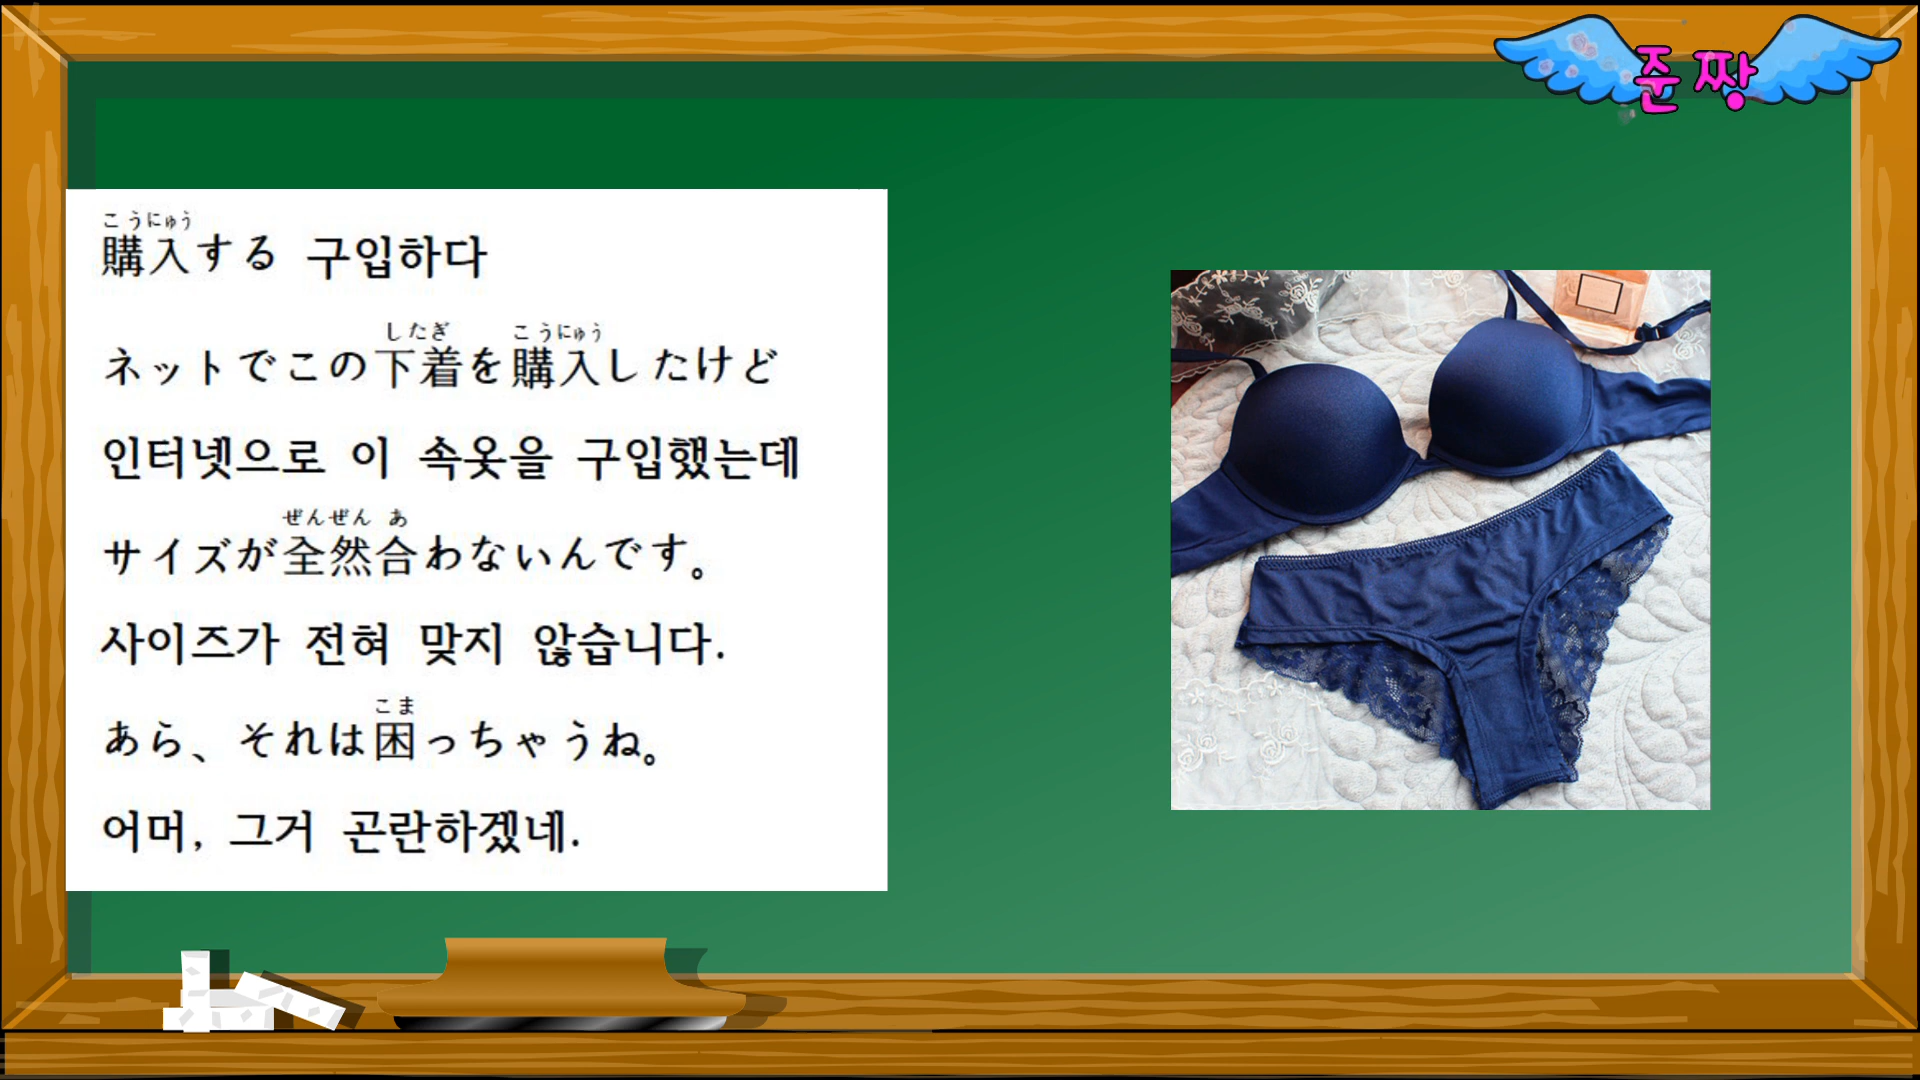 준짱
こうにゅう
購入する 구입하다
したぎ こうにゅう
ネットでこの下着を購入したけど
인터넷으로 이 속옷을 구입했는데
ぜんぜん あ
サイズが全然合わないんです。
사이즈가 전혀 맞지 않습니다.
こま
あら、それは困っちゃうね。
어머, 그거 곤란하겠네.